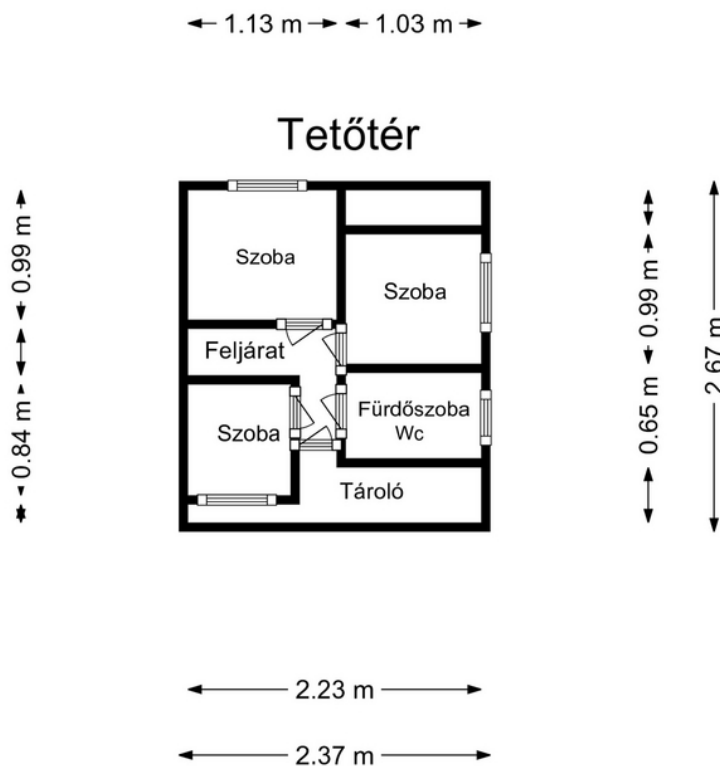 1.13 m
1.03 m
Tetőtér
0.99 m
0.84 m
Szoba
Szoba
Feljárat
Szoba
Fürdőszoba
Wc
Tároló
0.99 m
0.65 m
2.67 m
2.23 m
2.37 m